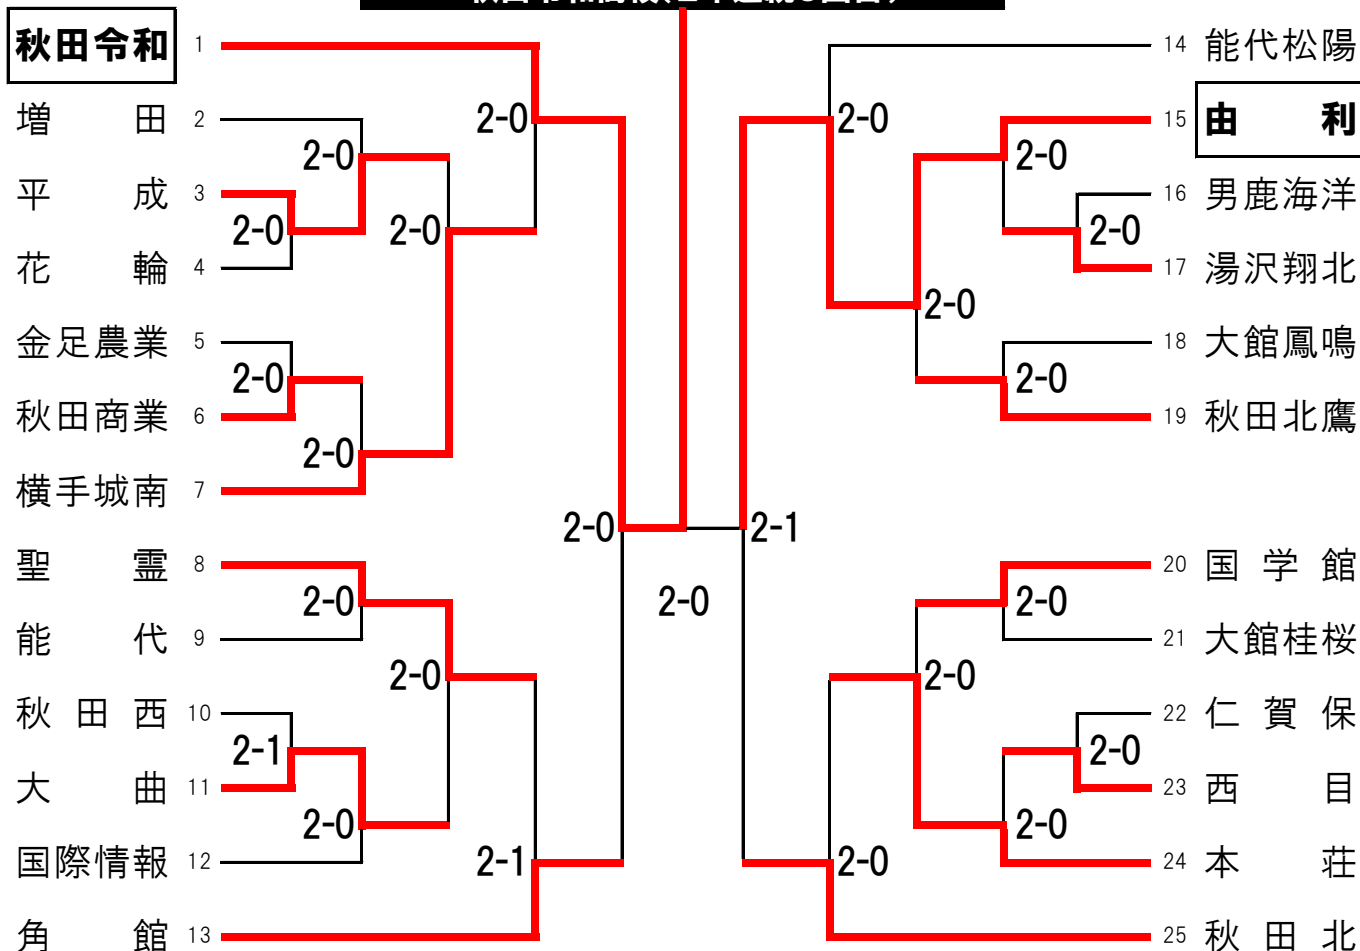 秋田令和 1
増田 2
平成 3
花輪 4
金足農業 5
秋田商業 6
横手城南 7
聖霊 8
能代 9
秋田西 10
大曲 11
国際情報 12
角館 13
2-0
2-0
2-0
2-0
2-0
2-0
2-0
2-0
2-1
2-0
2-1
2-0
2-0
2-1
14 能代松陽
15 由利
16 男鹿海洋
17 湯沢翔北
18 大館鳳鳴
19 秋田北鷹
20 国学館
21 大館桂桜
22 仁賀保
23 西目
24 本荘
25 秋田北
2-0
2-0
2-0
2-0
2-0
2-0
2-0
2-0
2-0
2-0